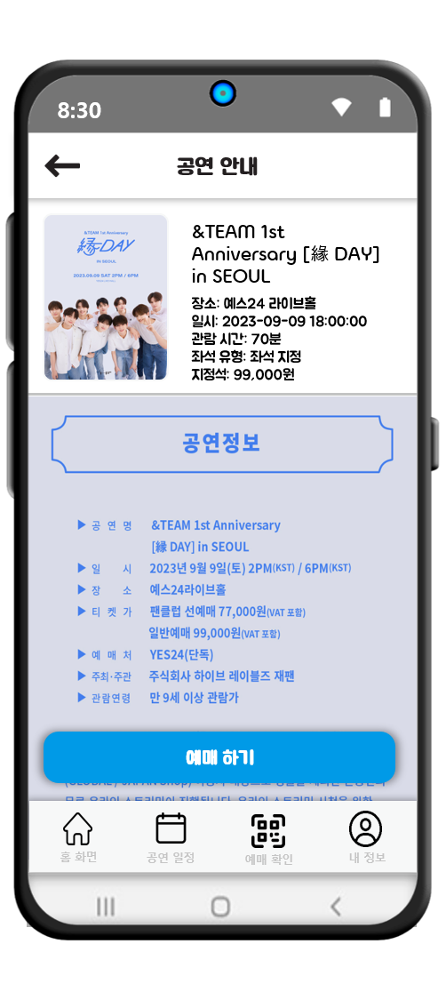 8:30
공연 안내
&TEAM 1st Anniversary
緣DAY
IN SEOUL
2023.09.09 SAT 2PM / 6PM
&TEAM 1st
Anniversary [緣 DAY]
in SEOUL
장소: 예스24 라이브홀
일시: 2023-09-09 18:00:00
관람 시간: 70분
좌석 유형: 좌석 지정
지정석: 99,000원
공연정보
▶ 공 연 명 &TEAM 1st Anniversary
[緣 DAY] in SEOUL
▶ 일 시 2023년 9월 9일(토) 2PM(KST) / 6PM(KST)
▶ 장 소 예스24라이브홀
▶ 티 켓 가 팬클럽 선예매 77,000원(VAT 포함)
일반예매 99,000원(VAT 포함)
▶ 예 매 처 YES24(단독)
▶ 주최·주관 주식회사 하이브 레이블즈 재팬
▶ 관람연령 만 9세 이상 관람가
예매 하기
홈 화면
공연 일정
예매 확인
내 정보